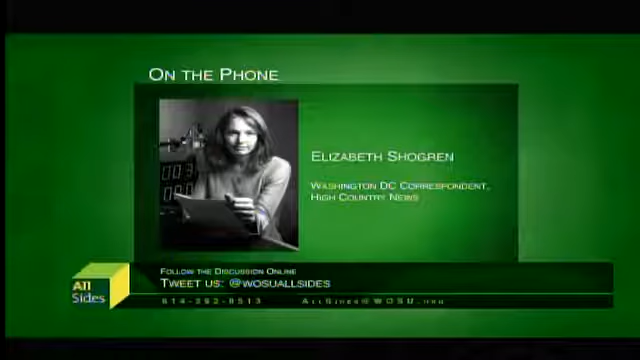 On the Phone
Elizabeth Shogren
Washington DC Correspondent,
High Country News
Follow the Discussion Online
Tweet us: @wosuallsides
All
Sides
614-292-8513 AllSides@WOSU.org